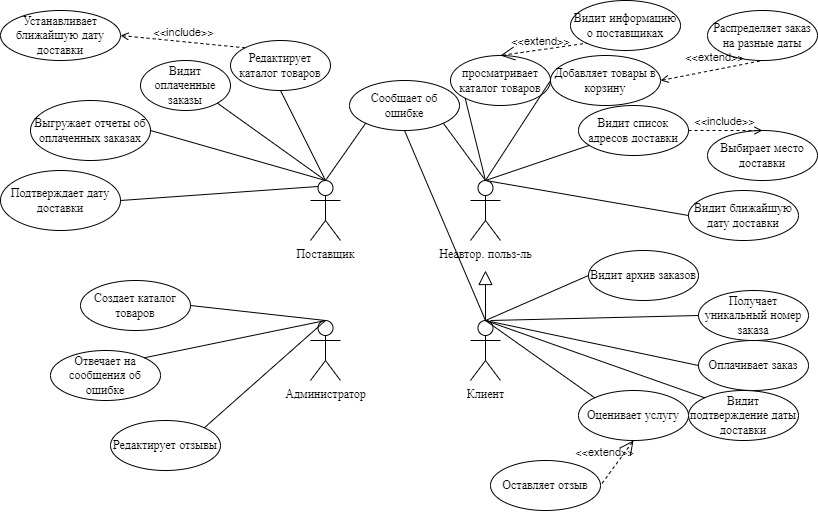 Устанавливает
ближайшую дату
доставки
<<include>>
Редактирует
каталог товаров
Видит
оплаченные
заказы
Выгружает отчеты об
оплаченных заказах
Подтверждает дату
доставки
Поставщик
Сообщает об
ошибке
Видит информацию
о поставщиках
<<extend>>
просматривает
каталог товаров
Добавляет товары в
корзину
Распределяет заказ
на разные даты
<<extend>>
Видит список
адресов доставки
<<include>>
Выбирает место
доставки
Видит ближайшую
дату доставки
Неавтор. польз-ль
Создает каталог
товаров
Отвечает на
сообщения об
ошибке
Редактирует отзывы
Администратор
Видит архив заказов
Получает
уникальный номер
заказа
Оплачивает заказ
Видит
подтверждение даты
доставки
Клиент
Оценивает услугу
<<extend>>
Оставляет отзыв